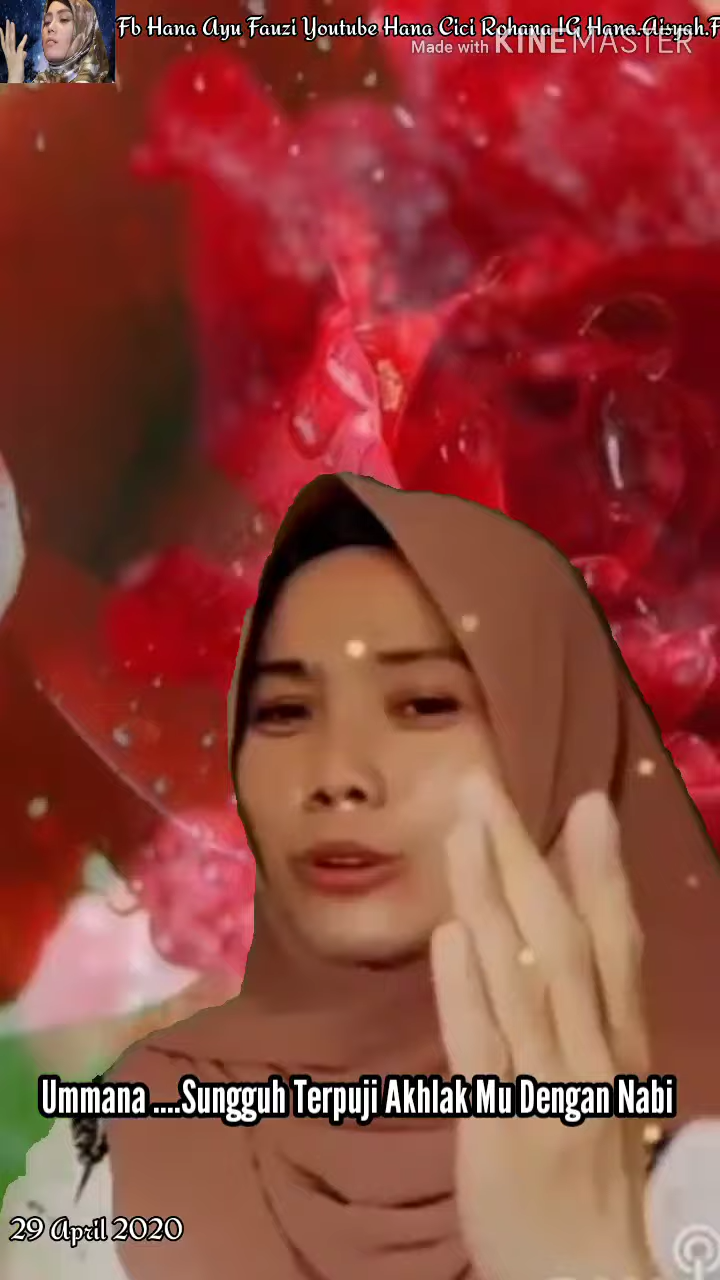 Fb Hana Ayu Fauzi Youtube Hana Cici Rohana IG Hana.Aisyah.F
Made with KINEMASTER
Ummana ....Sungguh Terpuji Akhlak Mu Dengan Nabi
29 April 2020